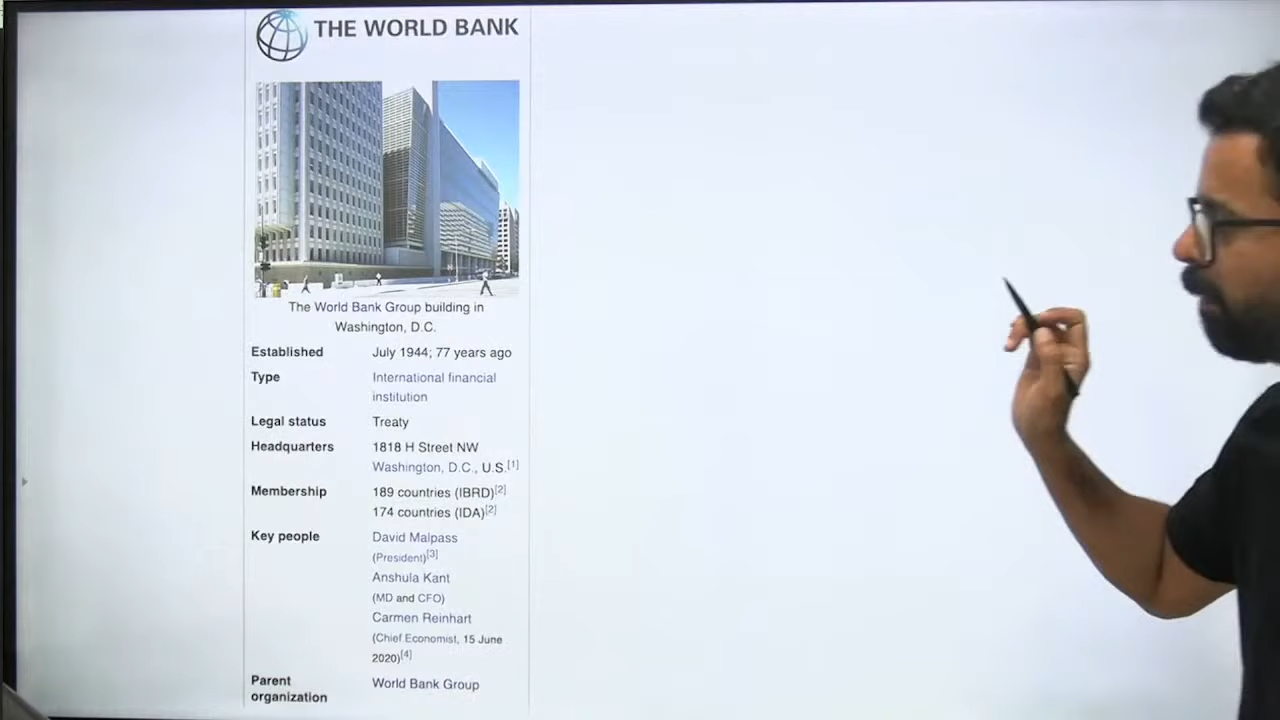 THE WORLD BANK
The World Bank Group building in
Washington, D.C.
Established July 1944; 77 years ago
Type International financial
institution
Legal status Treaty
Headquarters 1818 H Street NW
Washington, D.C., U.S.[1]
Membership 189 countries (IBRD)[2]
174 countries (IDA)[2]
Key people David Malpass
(President)[3]
Anshula Kant
(MD and CFO)
Carmen Reinhart
(Chief Economist, 15 June
2020)[4]
Parent
organization World Bank Group